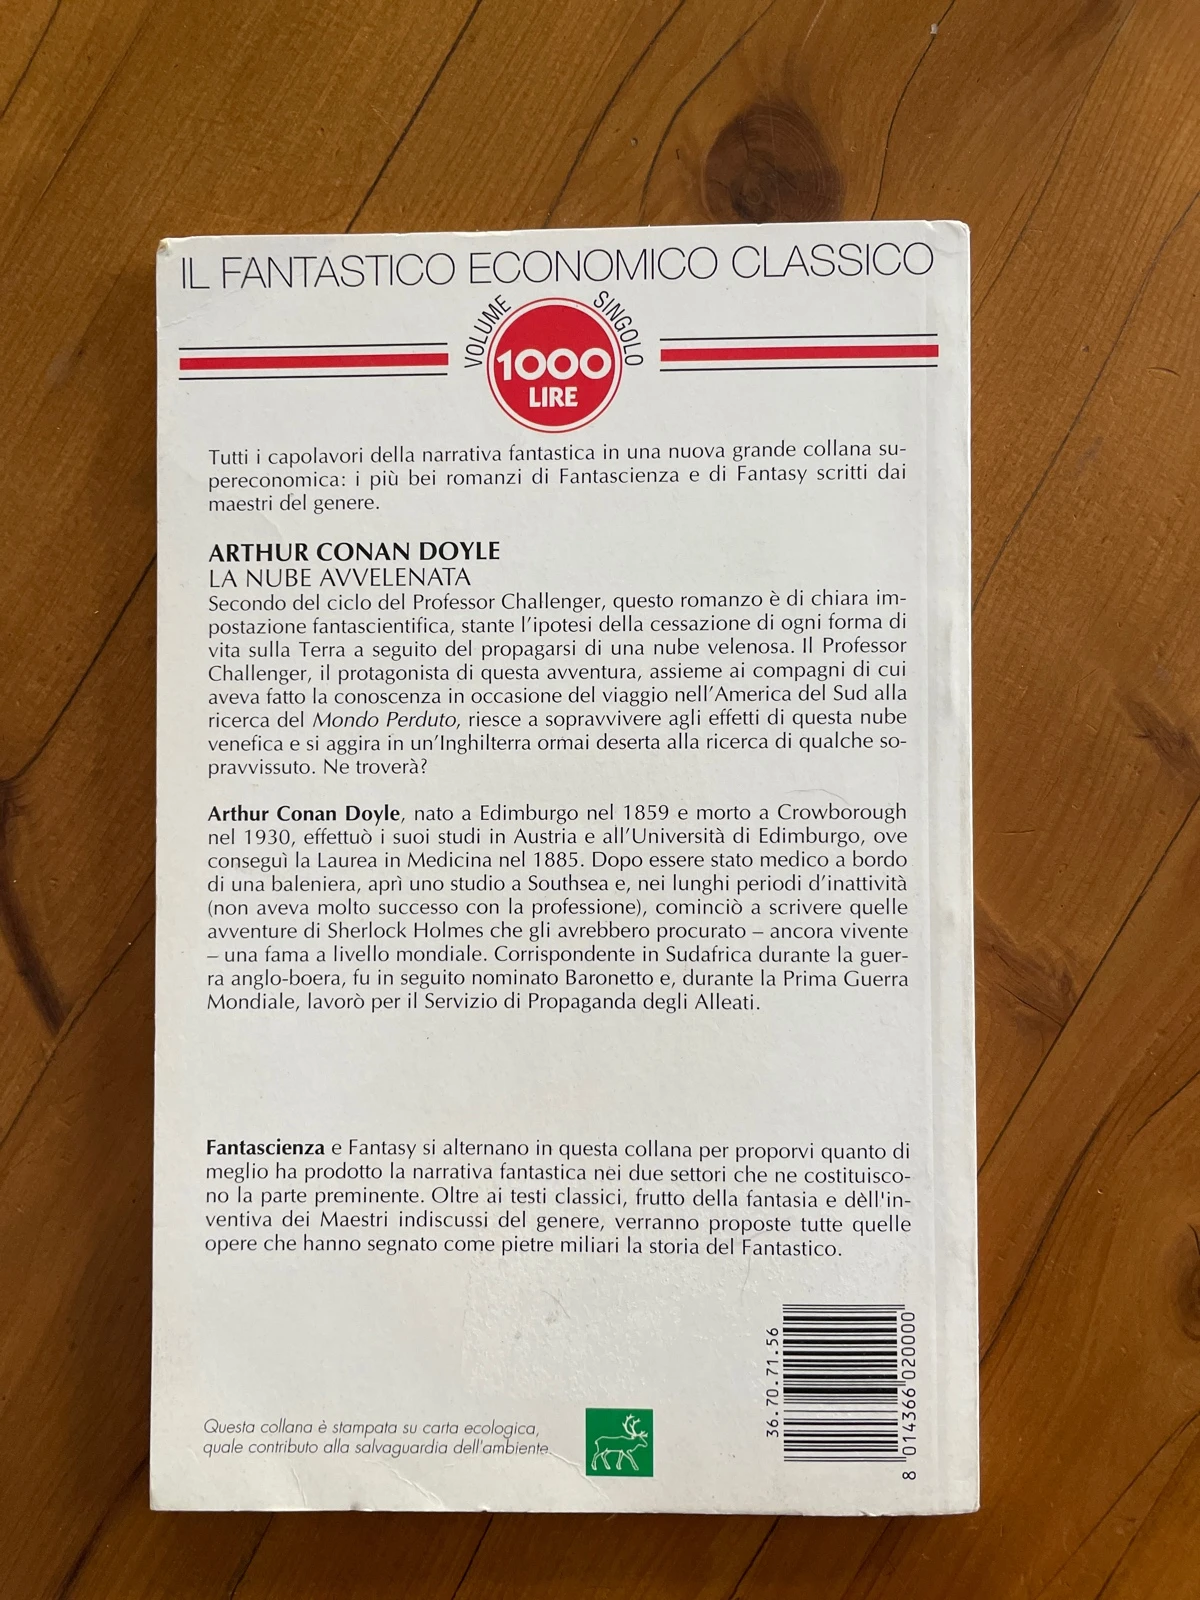 IL FANTASTICO ECONOMICO CLASSICO
VOLUME SINGOLO
1000
LIRE
Tutti i capolavori della narrativa fantastica in una nuova grande collana su-
pereconomica: i più bei romanzi di Fantascienza e di Fantasy scritti dai
maestri del genere.
ARTHUR CONAN DOYLE
LA NUBE AVVELENATA
Secondo del ciclo del Professor Challenger, questo romanzo è di chiara im-
postazione fantascientifica, stante l'ipotesi della cessazione di ogni forma di
vita sulla Terra a seguito del propagarsi di una nube velenosa. Il Professor
Challenger, il protagonista di questa avventura, assieme ai compagni di cui
aveva fatto la conoscenza in occasione del viaggio nell'America del Sud alla
ricerca del Mondo Perduto, riesce a sopravvivere agli effetti di questa nube
venefica e si aggira in un'Inghilterra ormai deserta alla ricerca di qualche so-
pravvissuto. Ne troverà?
Arthur Conan Doyle, nato a Edimburgo nel 1859 e morto a Crowborough
nel 1930, effettuò i suoi studi in Austria e all'Università di Edimburgo, ove
conseguì la Laurea in Medicina nel 1885. Dopo essere stato medico a bordo
di una baleniera, aprì uno studio a Southsea e, nei lunghi periodi d'inattività
(non aveva molto successo con la professione), cominciò a scrivere quelle
avventure di Sherlock Holmes che gli avrebbero procurato – ancora vivente
– una fama a livello mondiale. Corrispondente in Sudafrica durante la guer-
ra anglo-boera, fu in seguito nominato Baronetto e, durante la Prima Guerra
Mondiale, lavorò per il Servizio di Propaganda degli Alleati.
Fantascienza e Fantasy si alternano in questa collana per proporvi quanto di
meglio ha prodotto la narrativa fantastica nei due settori che ne costituisco-
no la parte preminente. Oltre ai testi classici, frutto della fantasia e dèll'in-
ventiva dei Maestri indiscussi del genere, verranno proposte tutte quelle
opere che hanno segnato come pietre miliari la storia del Fantastico.
Questa collana è stampata su carta ecologica,
quale contributo alla salvaguardia dell'ambiente.
36.70.71.56
8 014366 020000